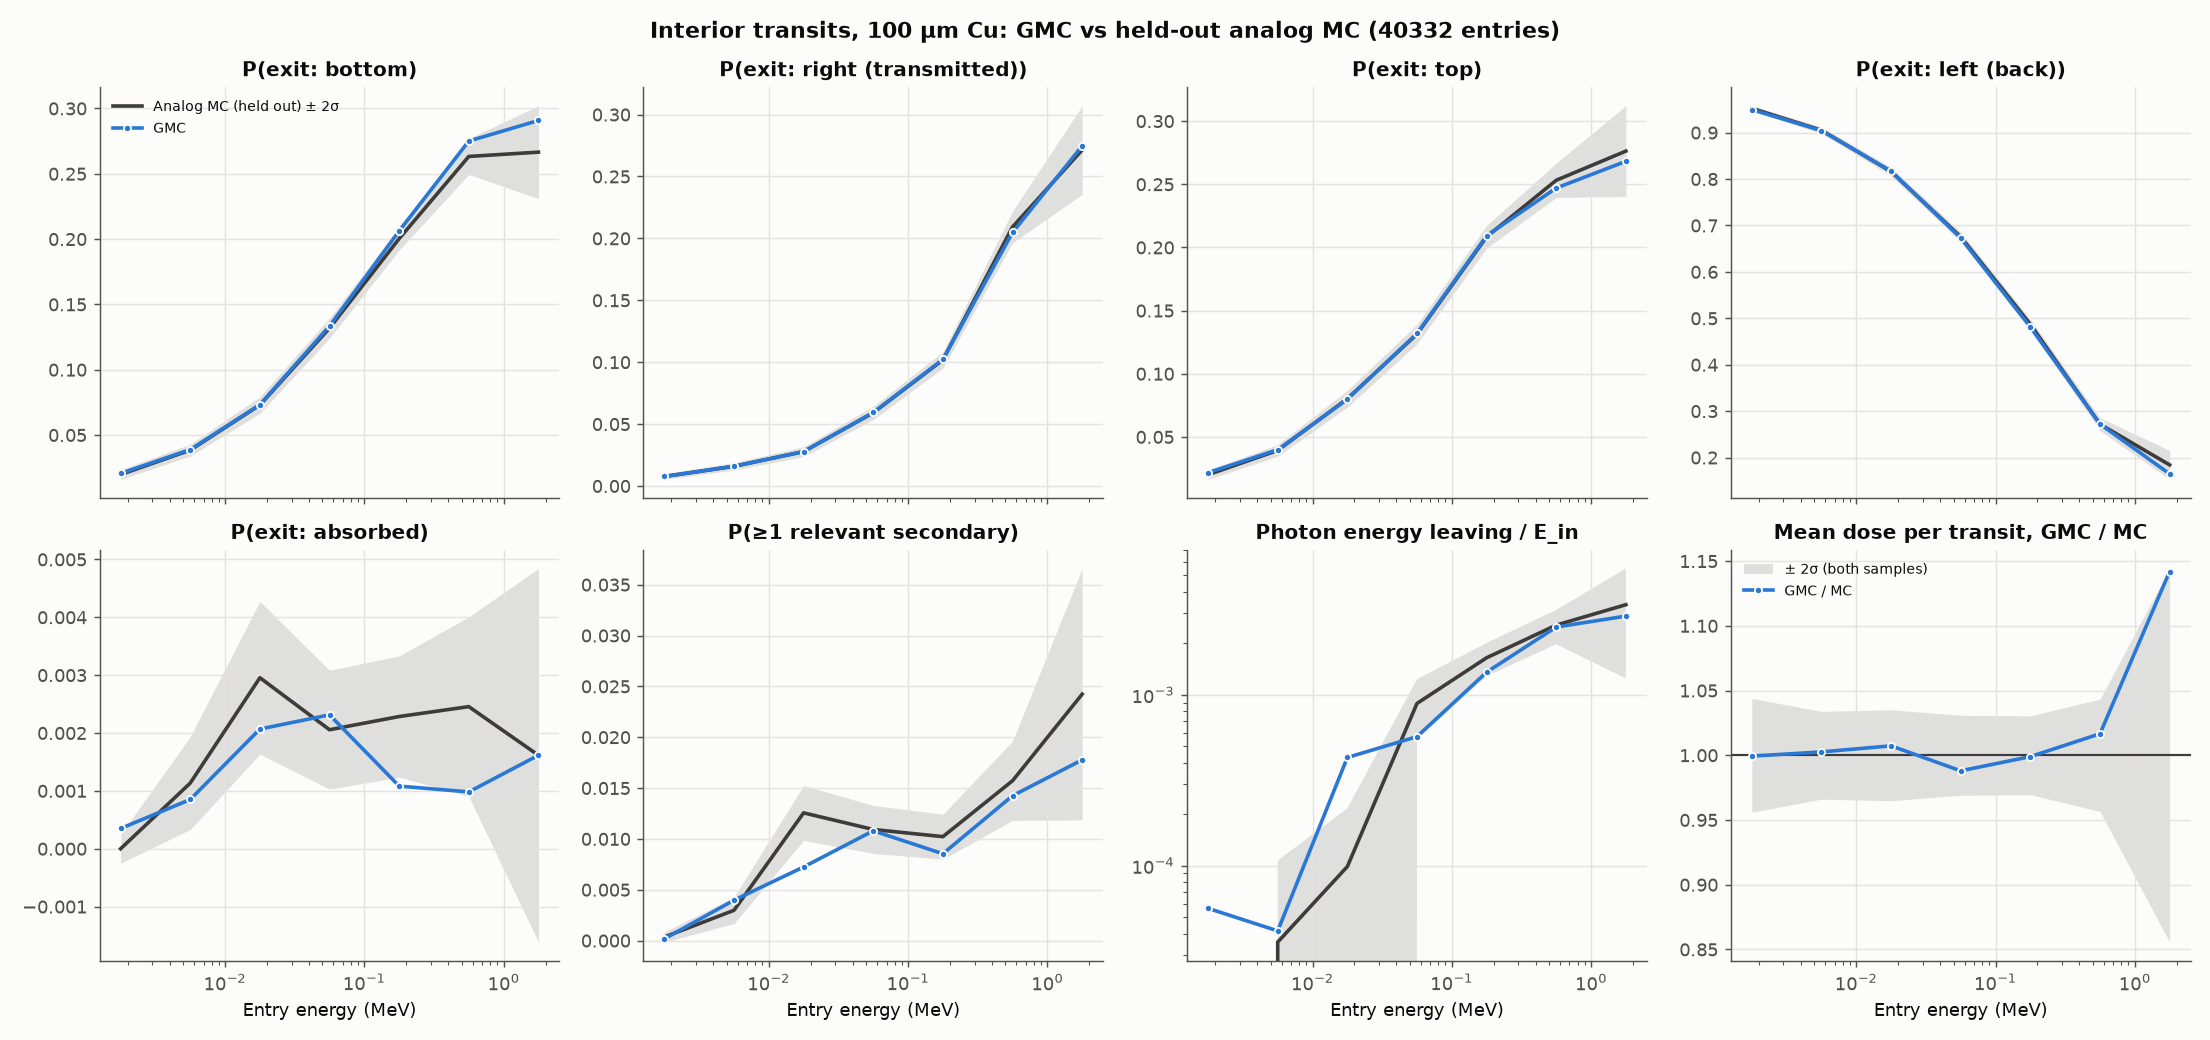 Interior transits, 100 µm Cu: GMC vs held-out analog MC (40332 entries)
P(exit: bottom)
Analog MC (held out) ± 2σ
GMC
0.30
0.25
0.20
0.15
0.10
0.05
P(exit: right (transmitted))
0.30
0.25
0.20
0.15
0.10
0.05
0.00
P(exit: top)
0.30
0.25
0.20
0.15
0.10
0.05
P(exit: left (back))
0.9
0.8
0.7
0.6
0.5
0.4
0.3
0.2
P(exit: absorbed)
0.005
0.004
0.003
0.002
0.001
0.000
−0.001
10⁻² 10⁻¹ 10⁰
Entry energy (MeV)
P(≥1 relevant secondary)
0.035
0.030
0.025
0.020
0.015
0.010
0.005
0.000
10⁻² 10⁻¹ 10⁰
Entry energy (MeV)
Photon energy leaving / E_in
10⁻³
10⁻⁴
10⁻² 10⁻¹ 10⁰
Entry energy (MeV)
Mean dose per transit, GMC / MC
± 2σ (both samples)
GMC / MC
1.15
1.10
1.05
1.00
0.95
0.90
0.85
10⁻² 10⁻¹ 10⁰
Entry energy (MeV)